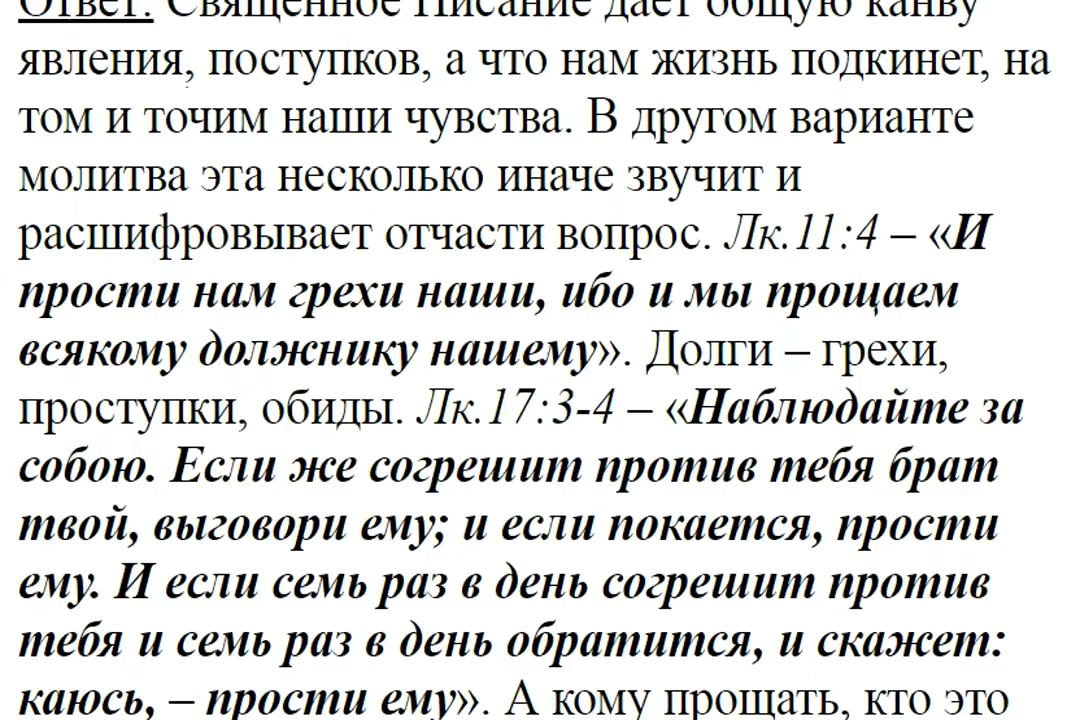 Ответ: Священное Писание даёт общую канву
явления, поступков, а что нам жизнь подкинет, на
том и точим наши чувства. В другом варианте
молитва эта несколько иначе звучит и
расшифровывает отчасти вопрос. Лк.11:4 – «И
прости нам грехи наши, ибо и мы прощаем
всякому должнику нашему». Долги – грехи,
проступки, обиды. Лк.17:3-4 – «Наблюдайте за
собою. Если же согрешит против тебя брат
твой, выговори ему; и если покается, прости
ему. И если семь раз в день согрешит против
тебя и семь раз в день обратится, и скажет:
каюсь, – прости ему». А кому прощать, кто это